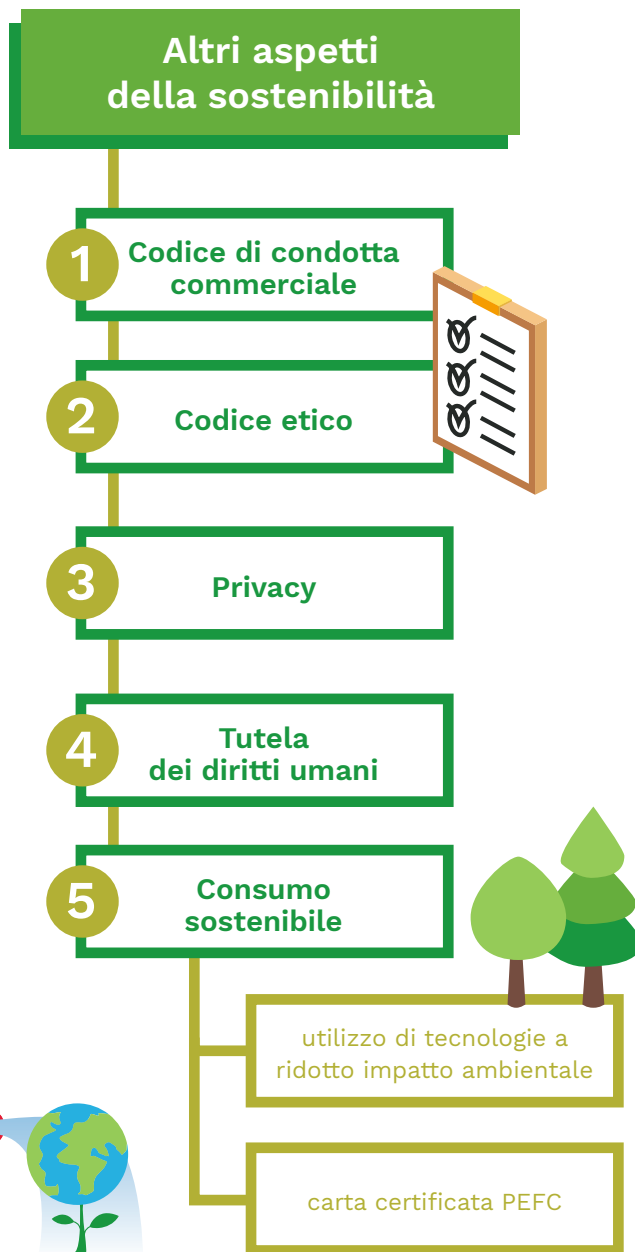 Altri aspetti
della sostenibilità
1
Codice di condotta
commerciale
2
Codice etico
3
Privacy
4
Tutela
dei diritti umani
5
Consumo
sostenibile
utilizzo di tecnologie a
ridotto impatto ambientale
carta certificata PEFC